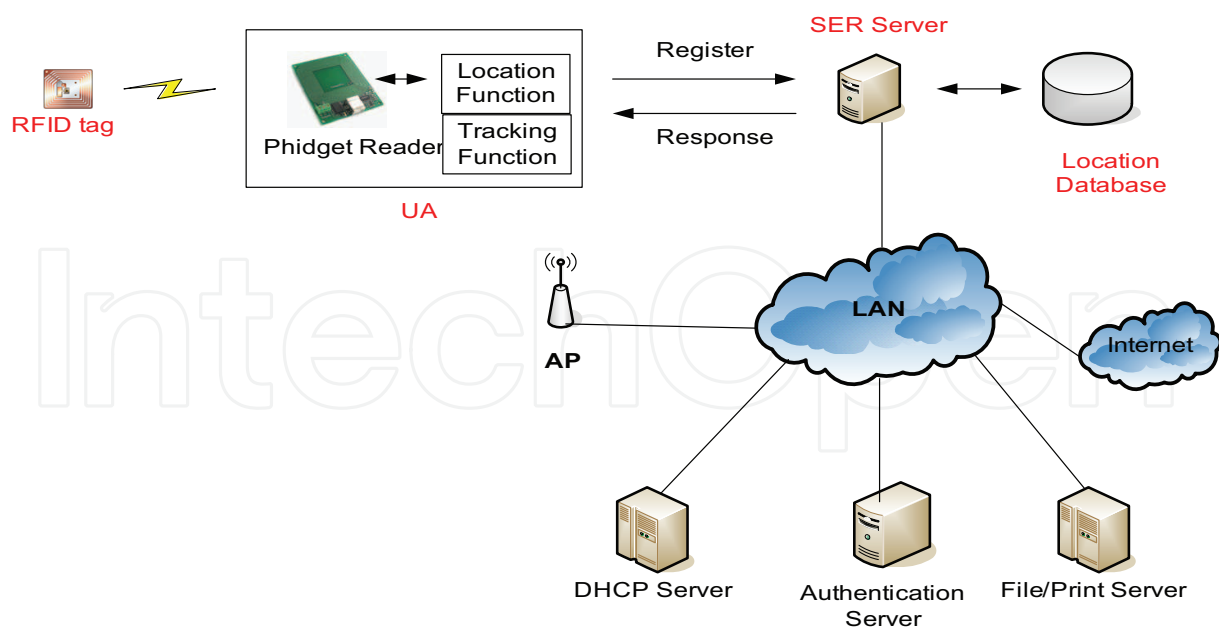 SER Server
Register
Location
Function
RFID tag
Phidget Reader
Tracking
Function
Response
Location
Database
UA
IntechOpen
LAN
AP
Internet
DHCP Server
Authentication
Server
File/Print Server